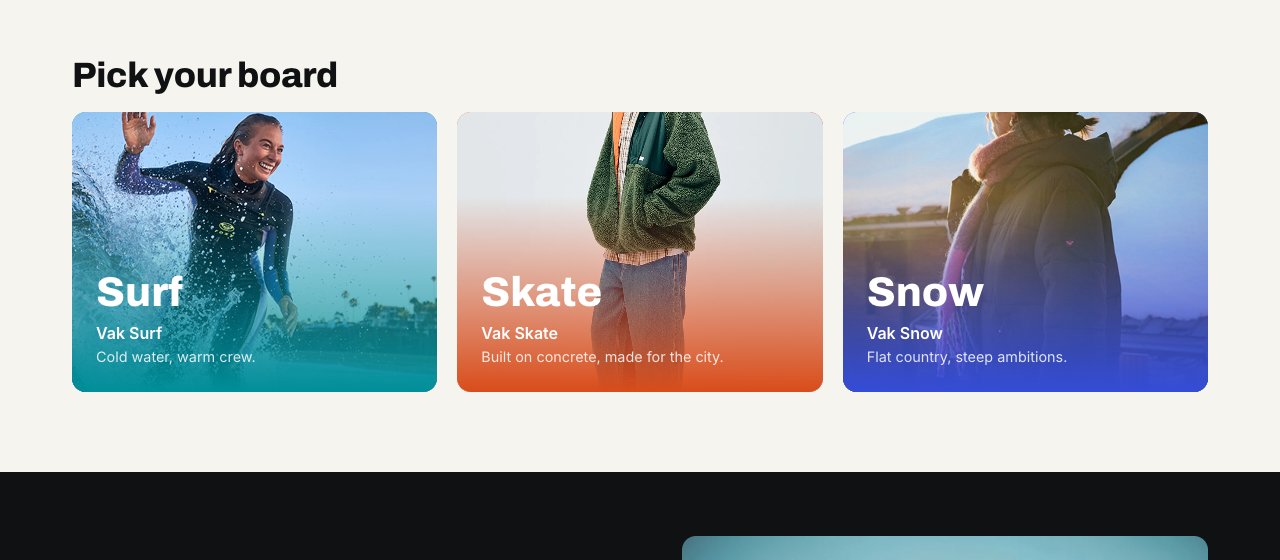 Pick your board
Surf
Vak Surf
Cold water, warm crew.
Skate
Vak Skate
Built on concrete, made for the city.
Snow
Vak Snow
Flat country, steep ambitions.